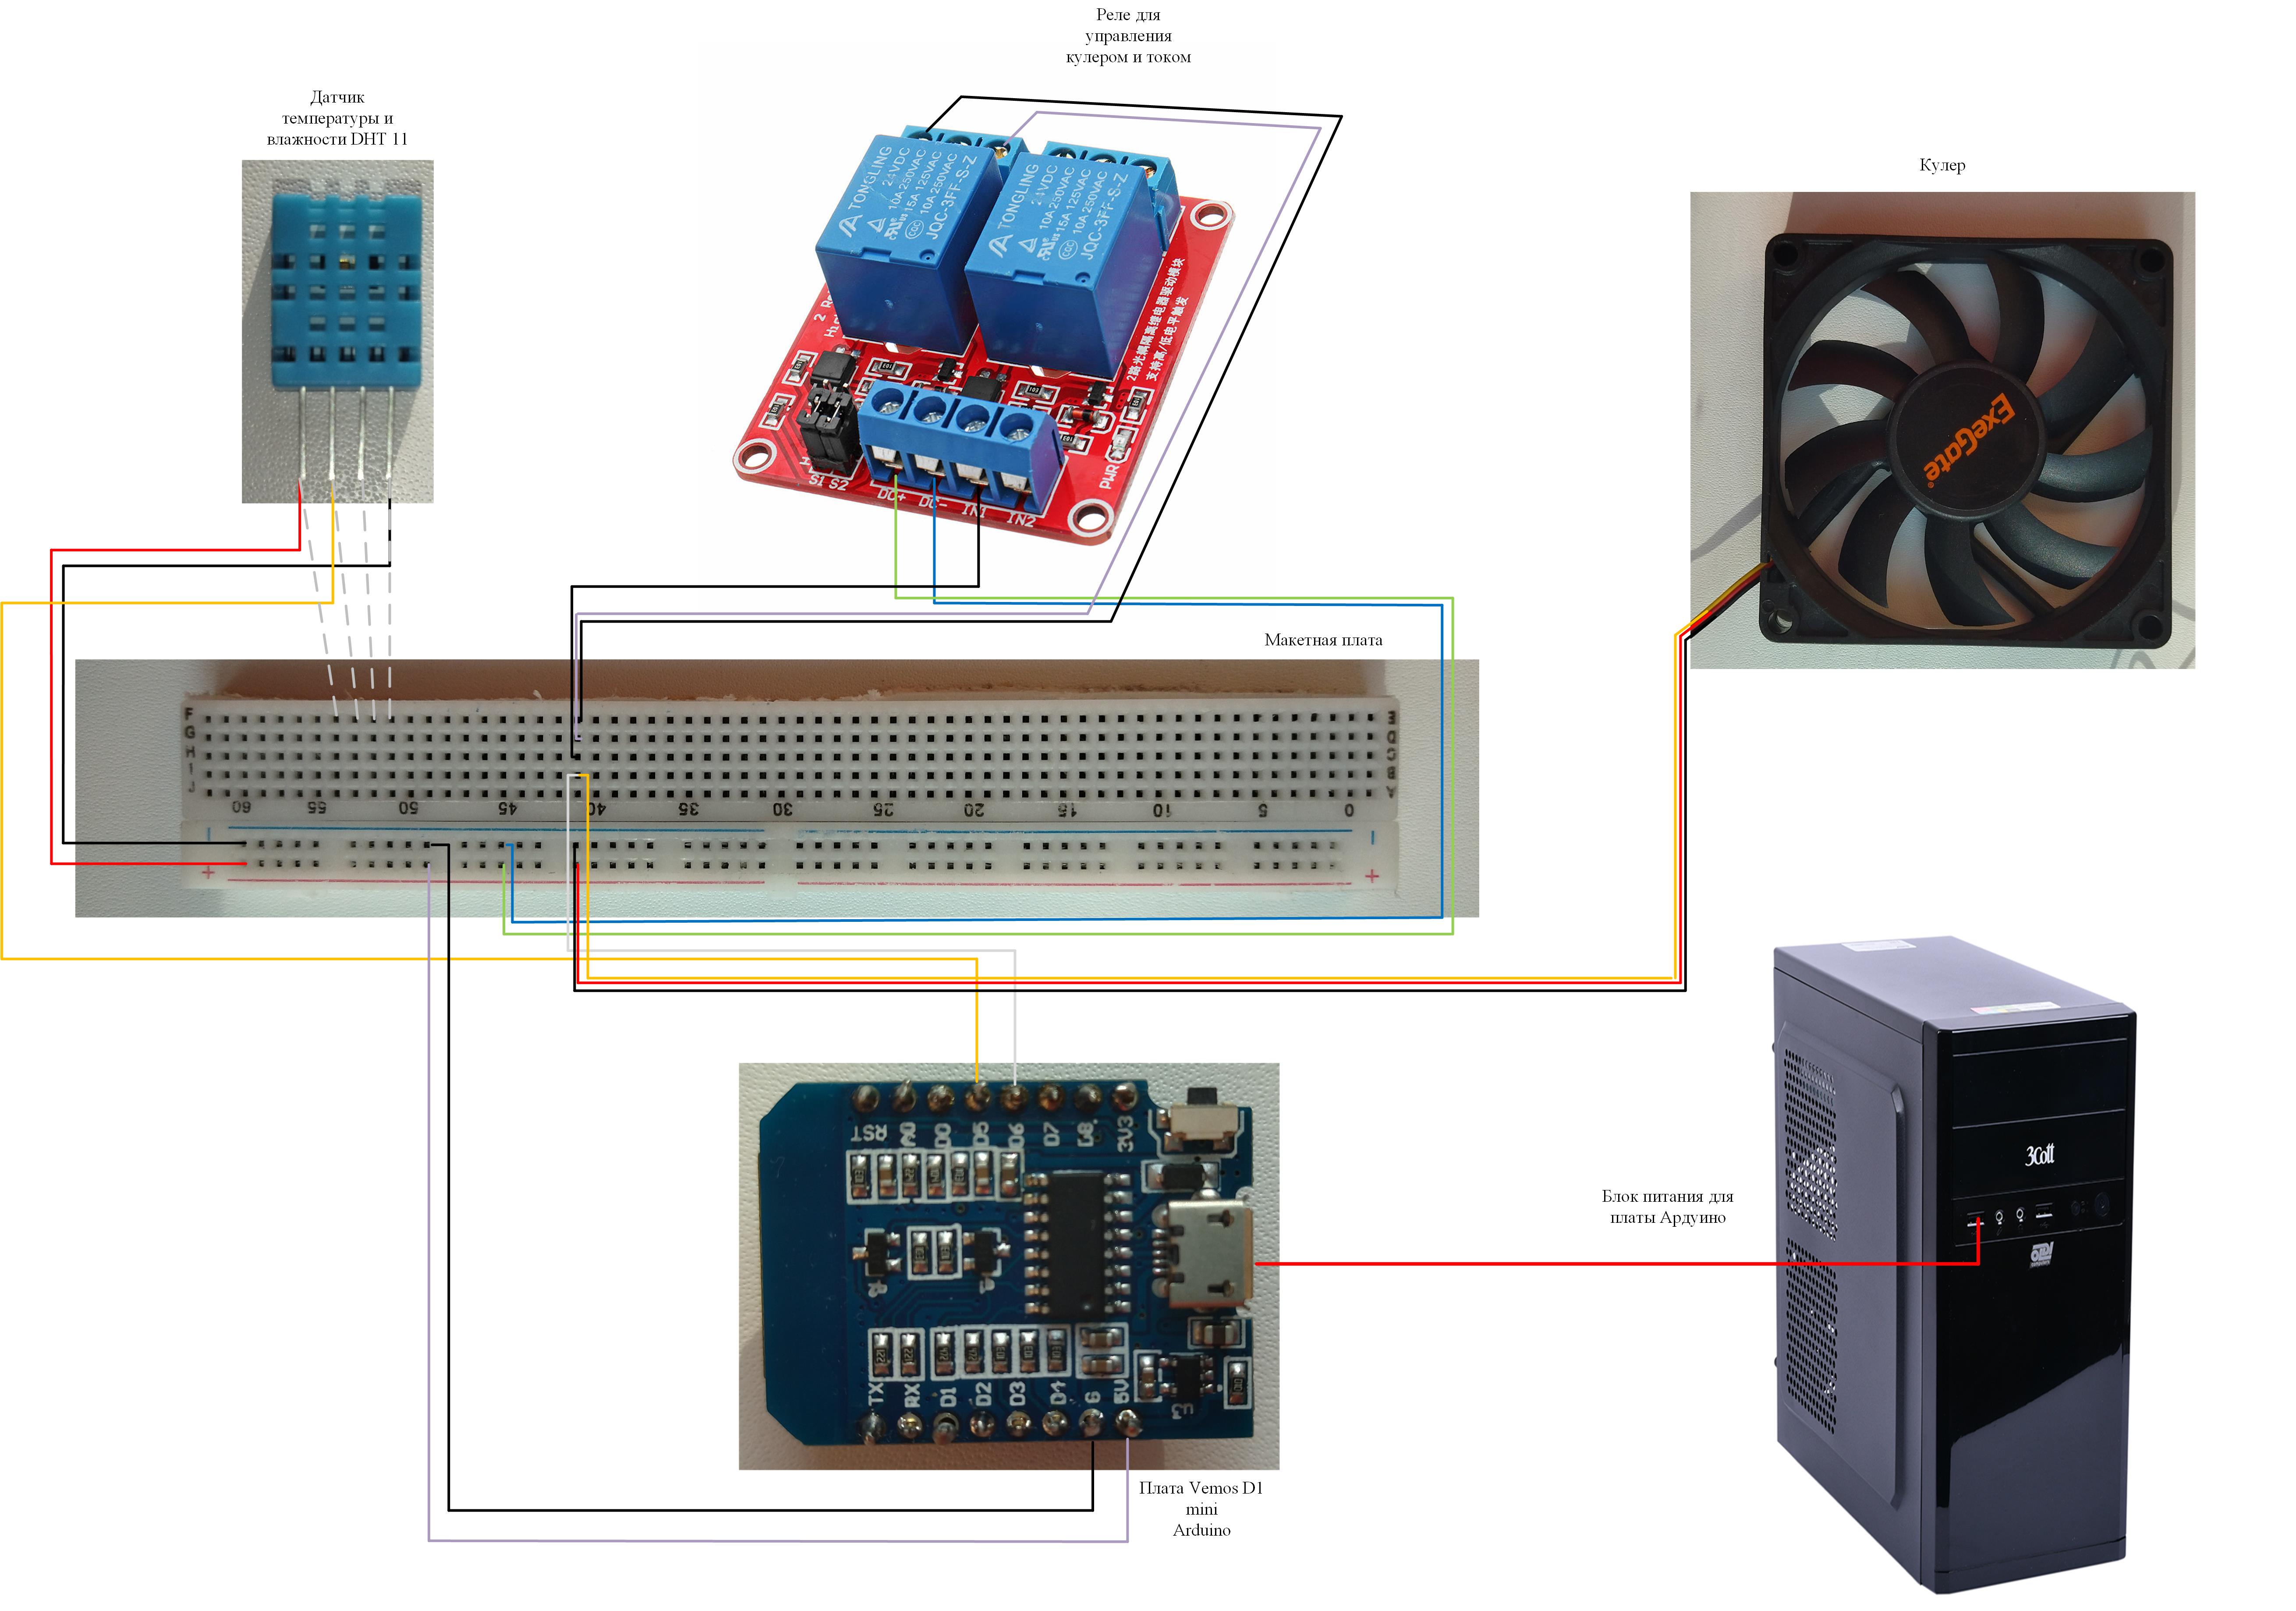 Реле для
управления
кулером и током
Датчик
температуры и
влажности DHT 11
Кулер
TONGLING
24VDC
10A 250VAC
15A 125VAC
10A 250VAC
JQC-3FF-S-Z
TONGLING
24VDC
10A 250VAC
15A 125VAC
10A 250VAC
JQC-3FF-S-Z
2路光耦隔离继电器驱动模块
支持高/低电平触发
S1 S2
DC+ DC- IN1 IN2
PWR
ExeGate
Макетная плата
F
G
H
I
J
E
D
C
B
A
60 55 50 45 40 35 30 25 20 15 10 5 0
- -
+ +
RST A0 D0 D5 D6 D7 D8 3V3
TX RX D1 D2 D3 D4 G 5V
Плата Vemos D1
mini
Arduino
Блок питания для
платы Ардуино
3Cott